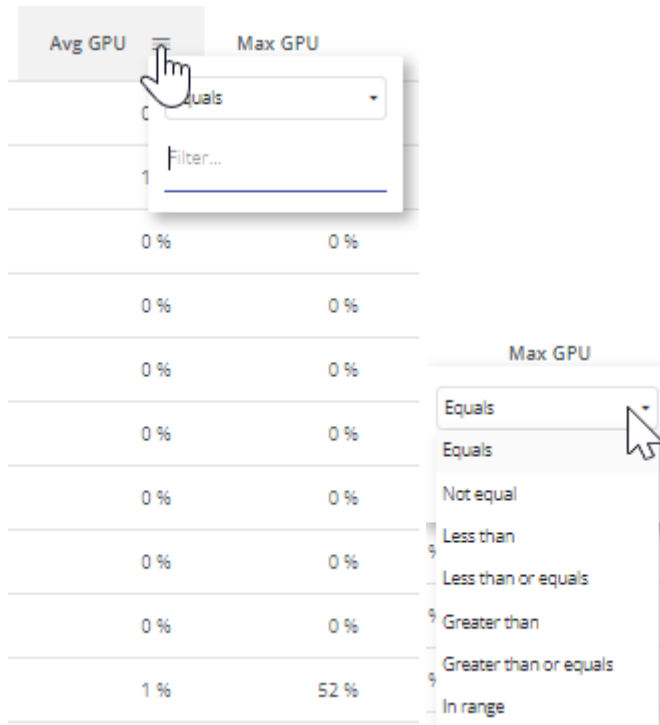 Avg GPU Max GPU
Equals
Filter...
0 % 0 %
0 % 0 %
0 % 0 %
0 % 0 %
0 % 0 %
0 % 0 %
0 % 0 %
1 % 52 %
Max GPU
Equals
Equals
Not equal
Less than
Less than or equals
Greater than
Greater than or equals
In range